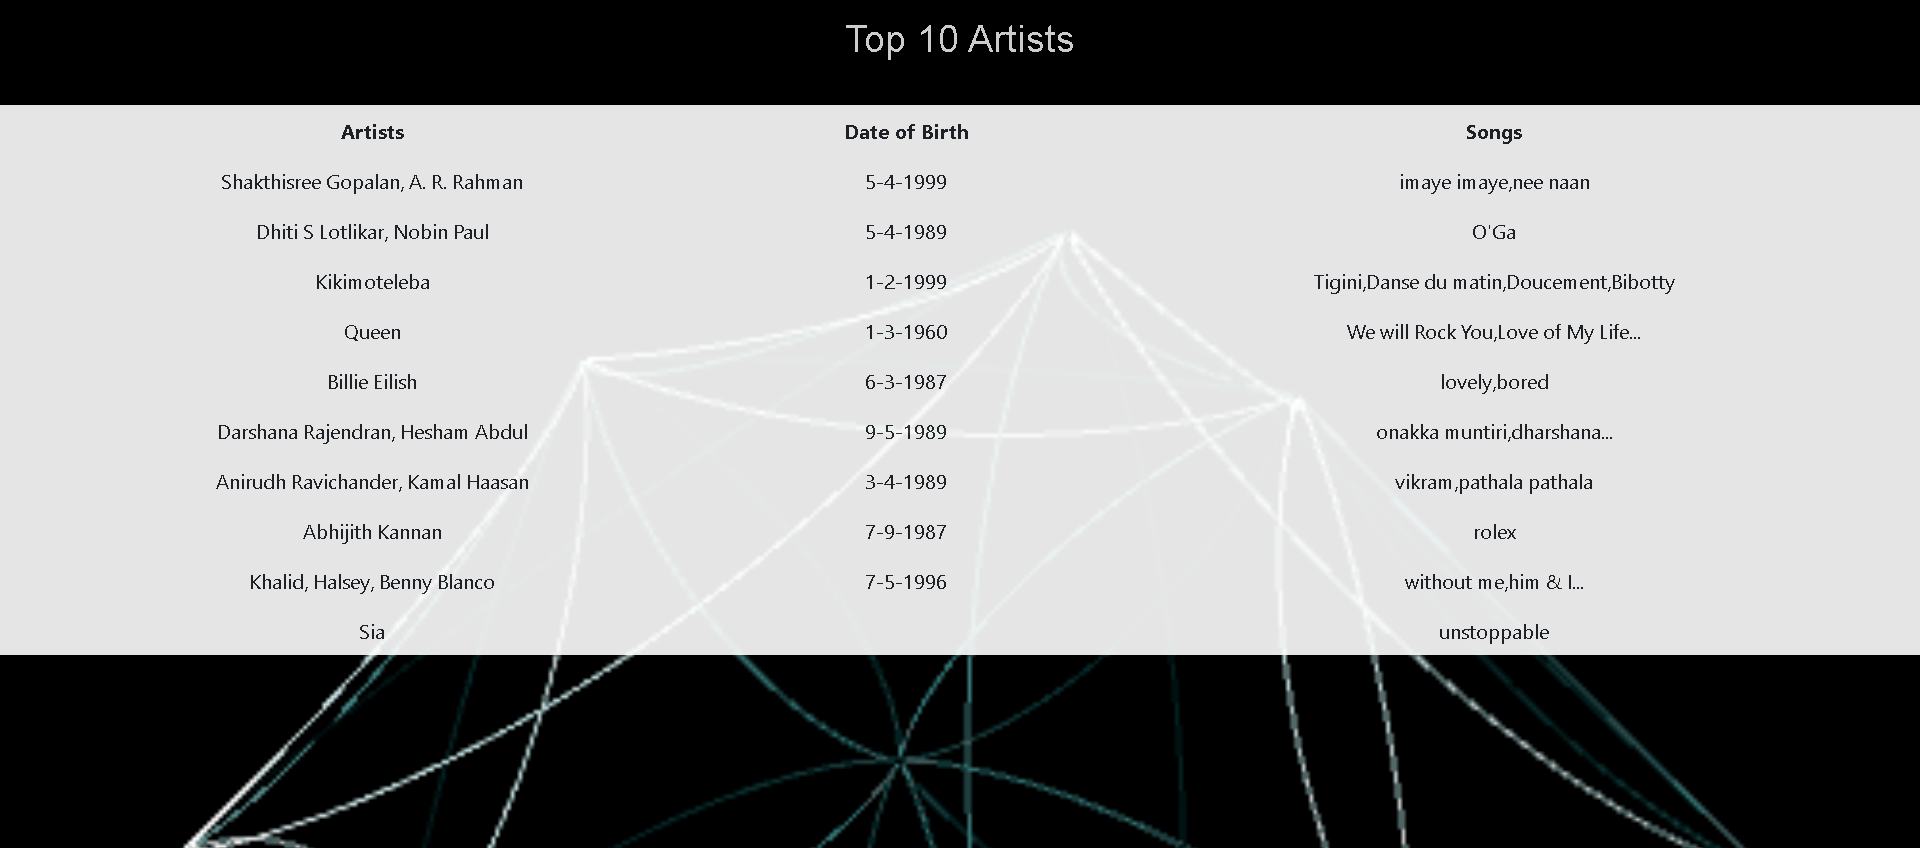 Top 10 Artists
Artists Date of Birth Songs
Shakthisree Gopalan, A. R. Rahman 5-4-1999 imaye imaye,nee naan
Dhiti S Lotlikar, Nobin Paul 5-4-1989 O'Ga
Kikimoteleba 1-2-1999 Tigini,Danse du matin,Doucement,Bibotty
Queen 1-3-1960 We will Rock You,Love of My Life...
Billie Eilish 6-3-1987 lovely,bored
Darshana Rajendran, Hesham Abdul 9-5-1989 onakka muntiri,dharshana...
Anirudh Ravichander, Kamal Haasan 3-4-1989 vikram,pathala pathala
Abhijith Kannan 7-9-1987 rolex
Khalid, Halsey, Benny Blanco 7-5-1996 without me,him & I...
Sia unstoppable